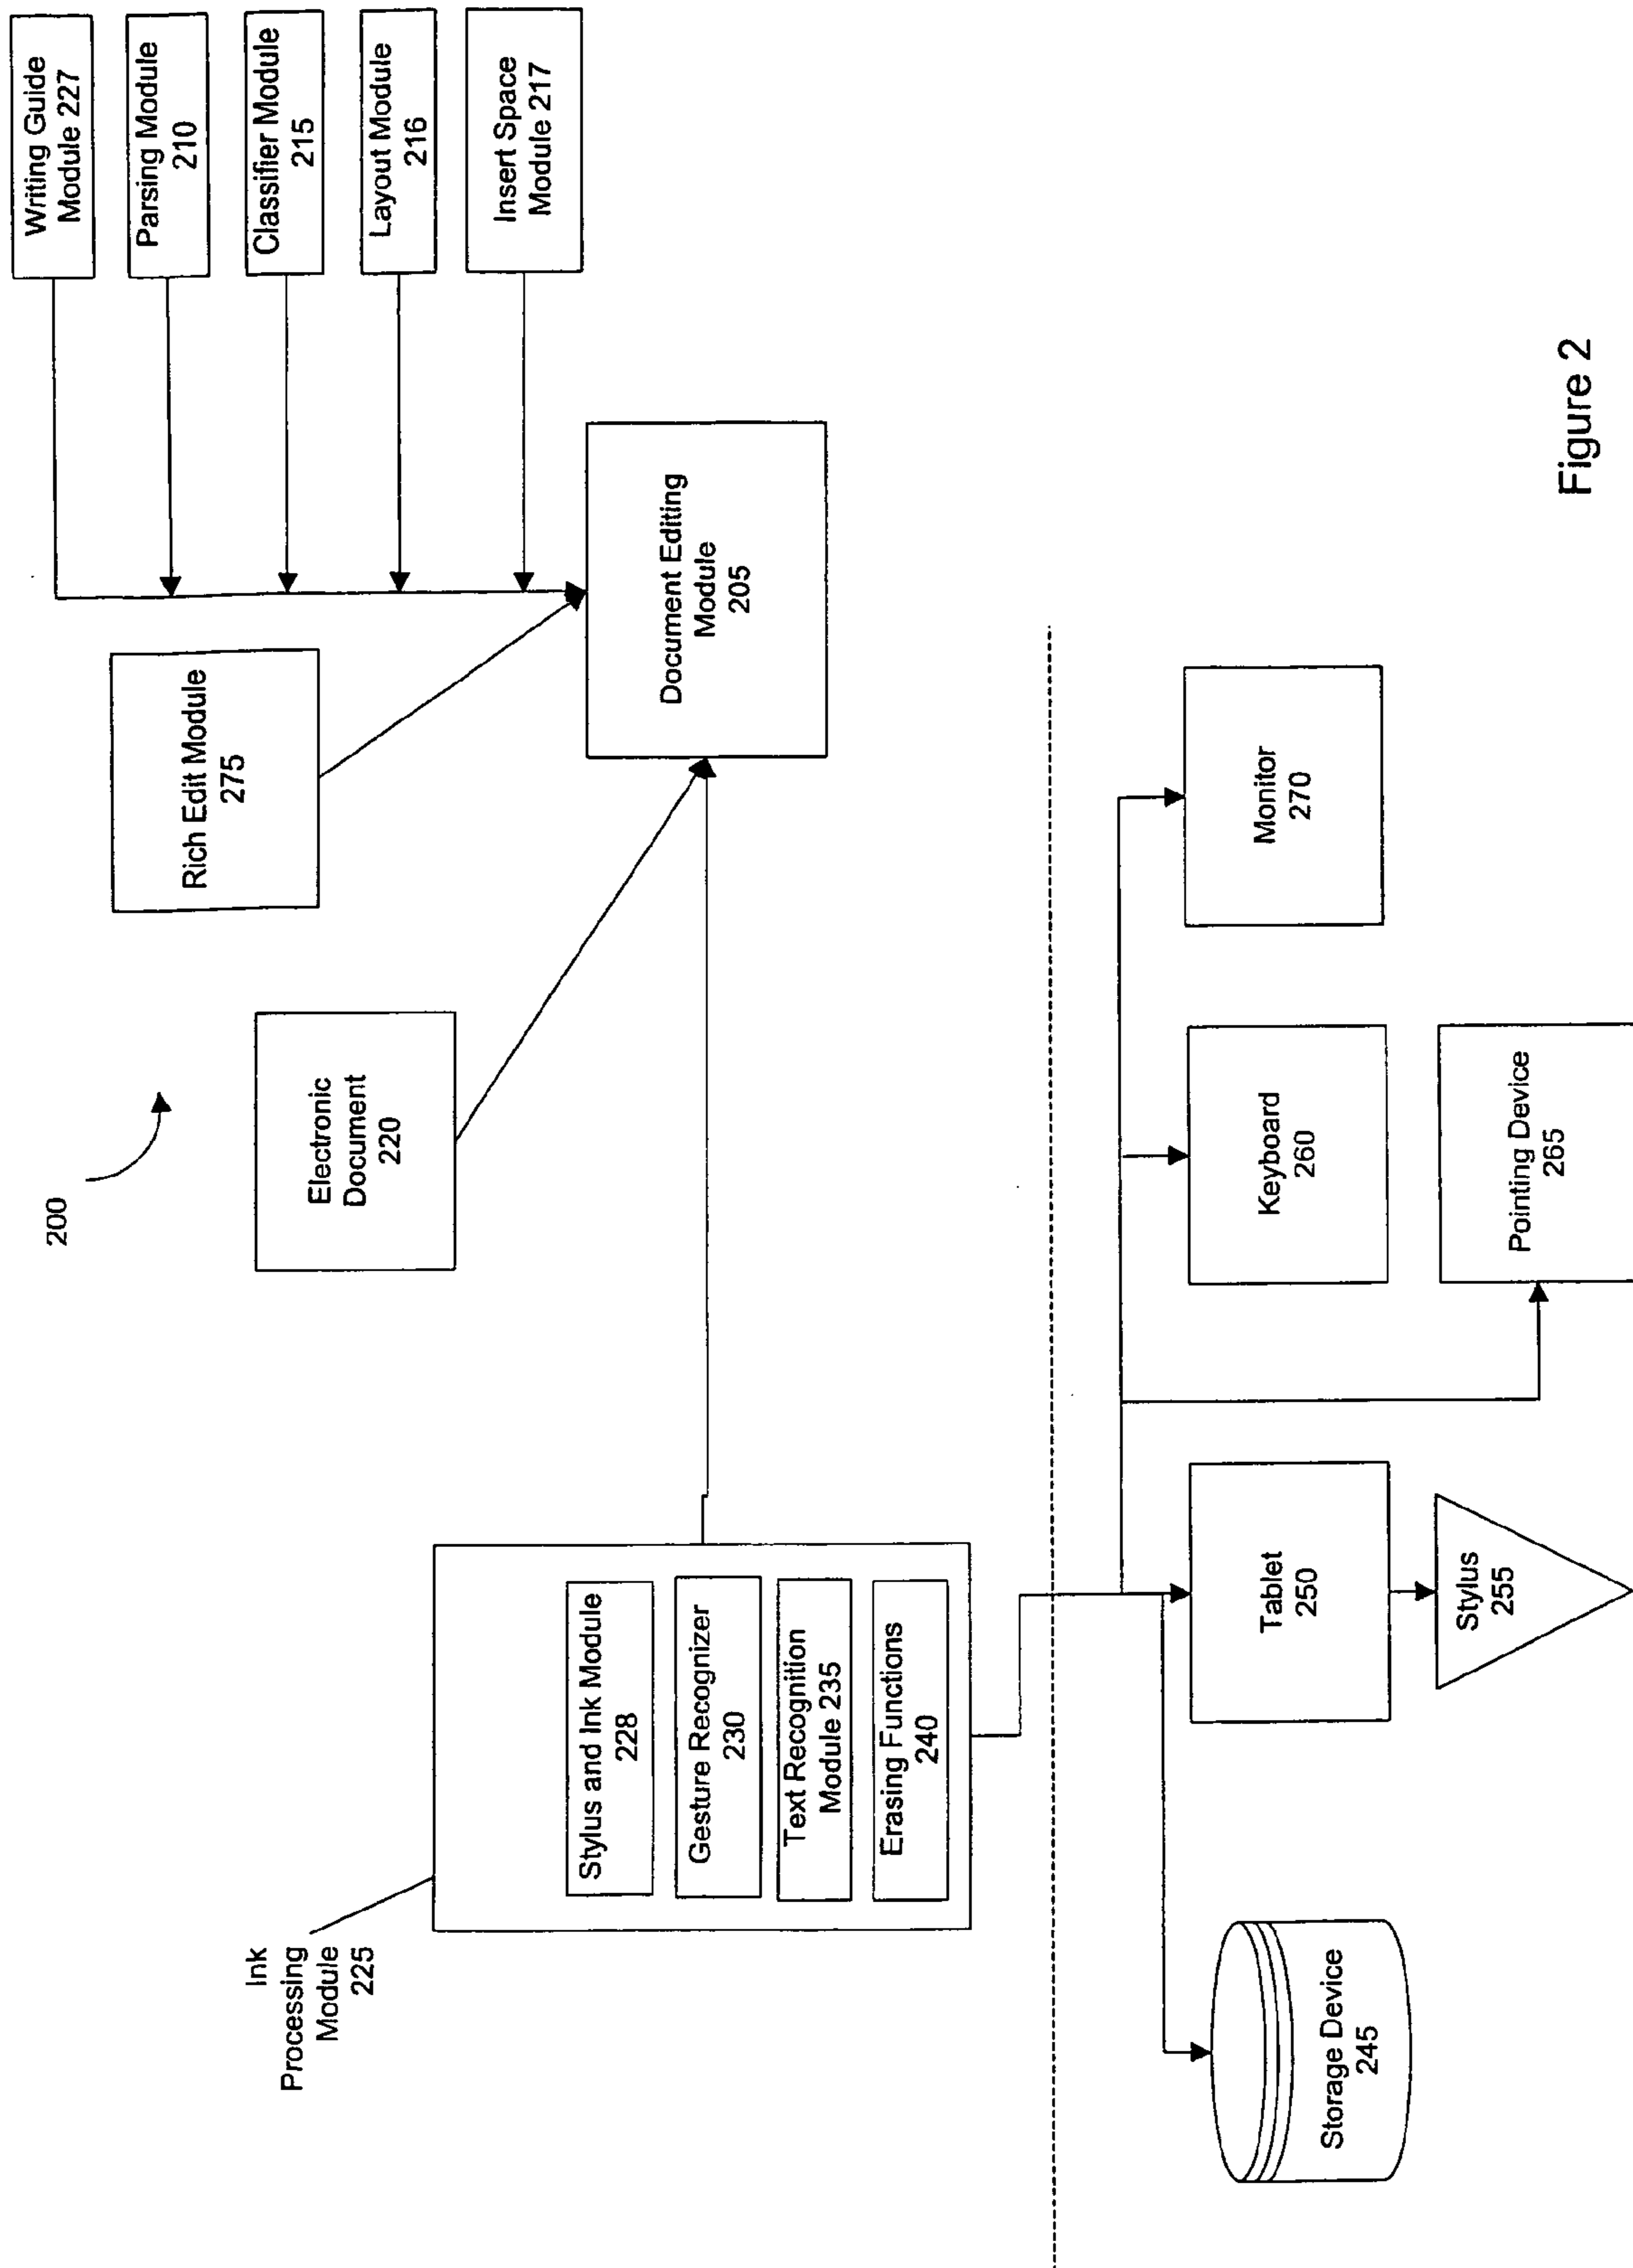 200
Ink
Processing
Module
225
Stylus and Ink Module
228
Gesture Recognizer
230
Text Recognition
Module 235
Erasing Functions
240
Electronic
Document
220
Rich Edit Module
275
Writing Guide
Module 227
Parsing Module
210
Classifier Module
215
Layout Module
216
Insert Space
Module 217
Document Editing
Module
205
Storage Device
245
Tablet
250
Stylus
255
Keyboard
260
Pointing Device
265
Monitor
270
Figure 2